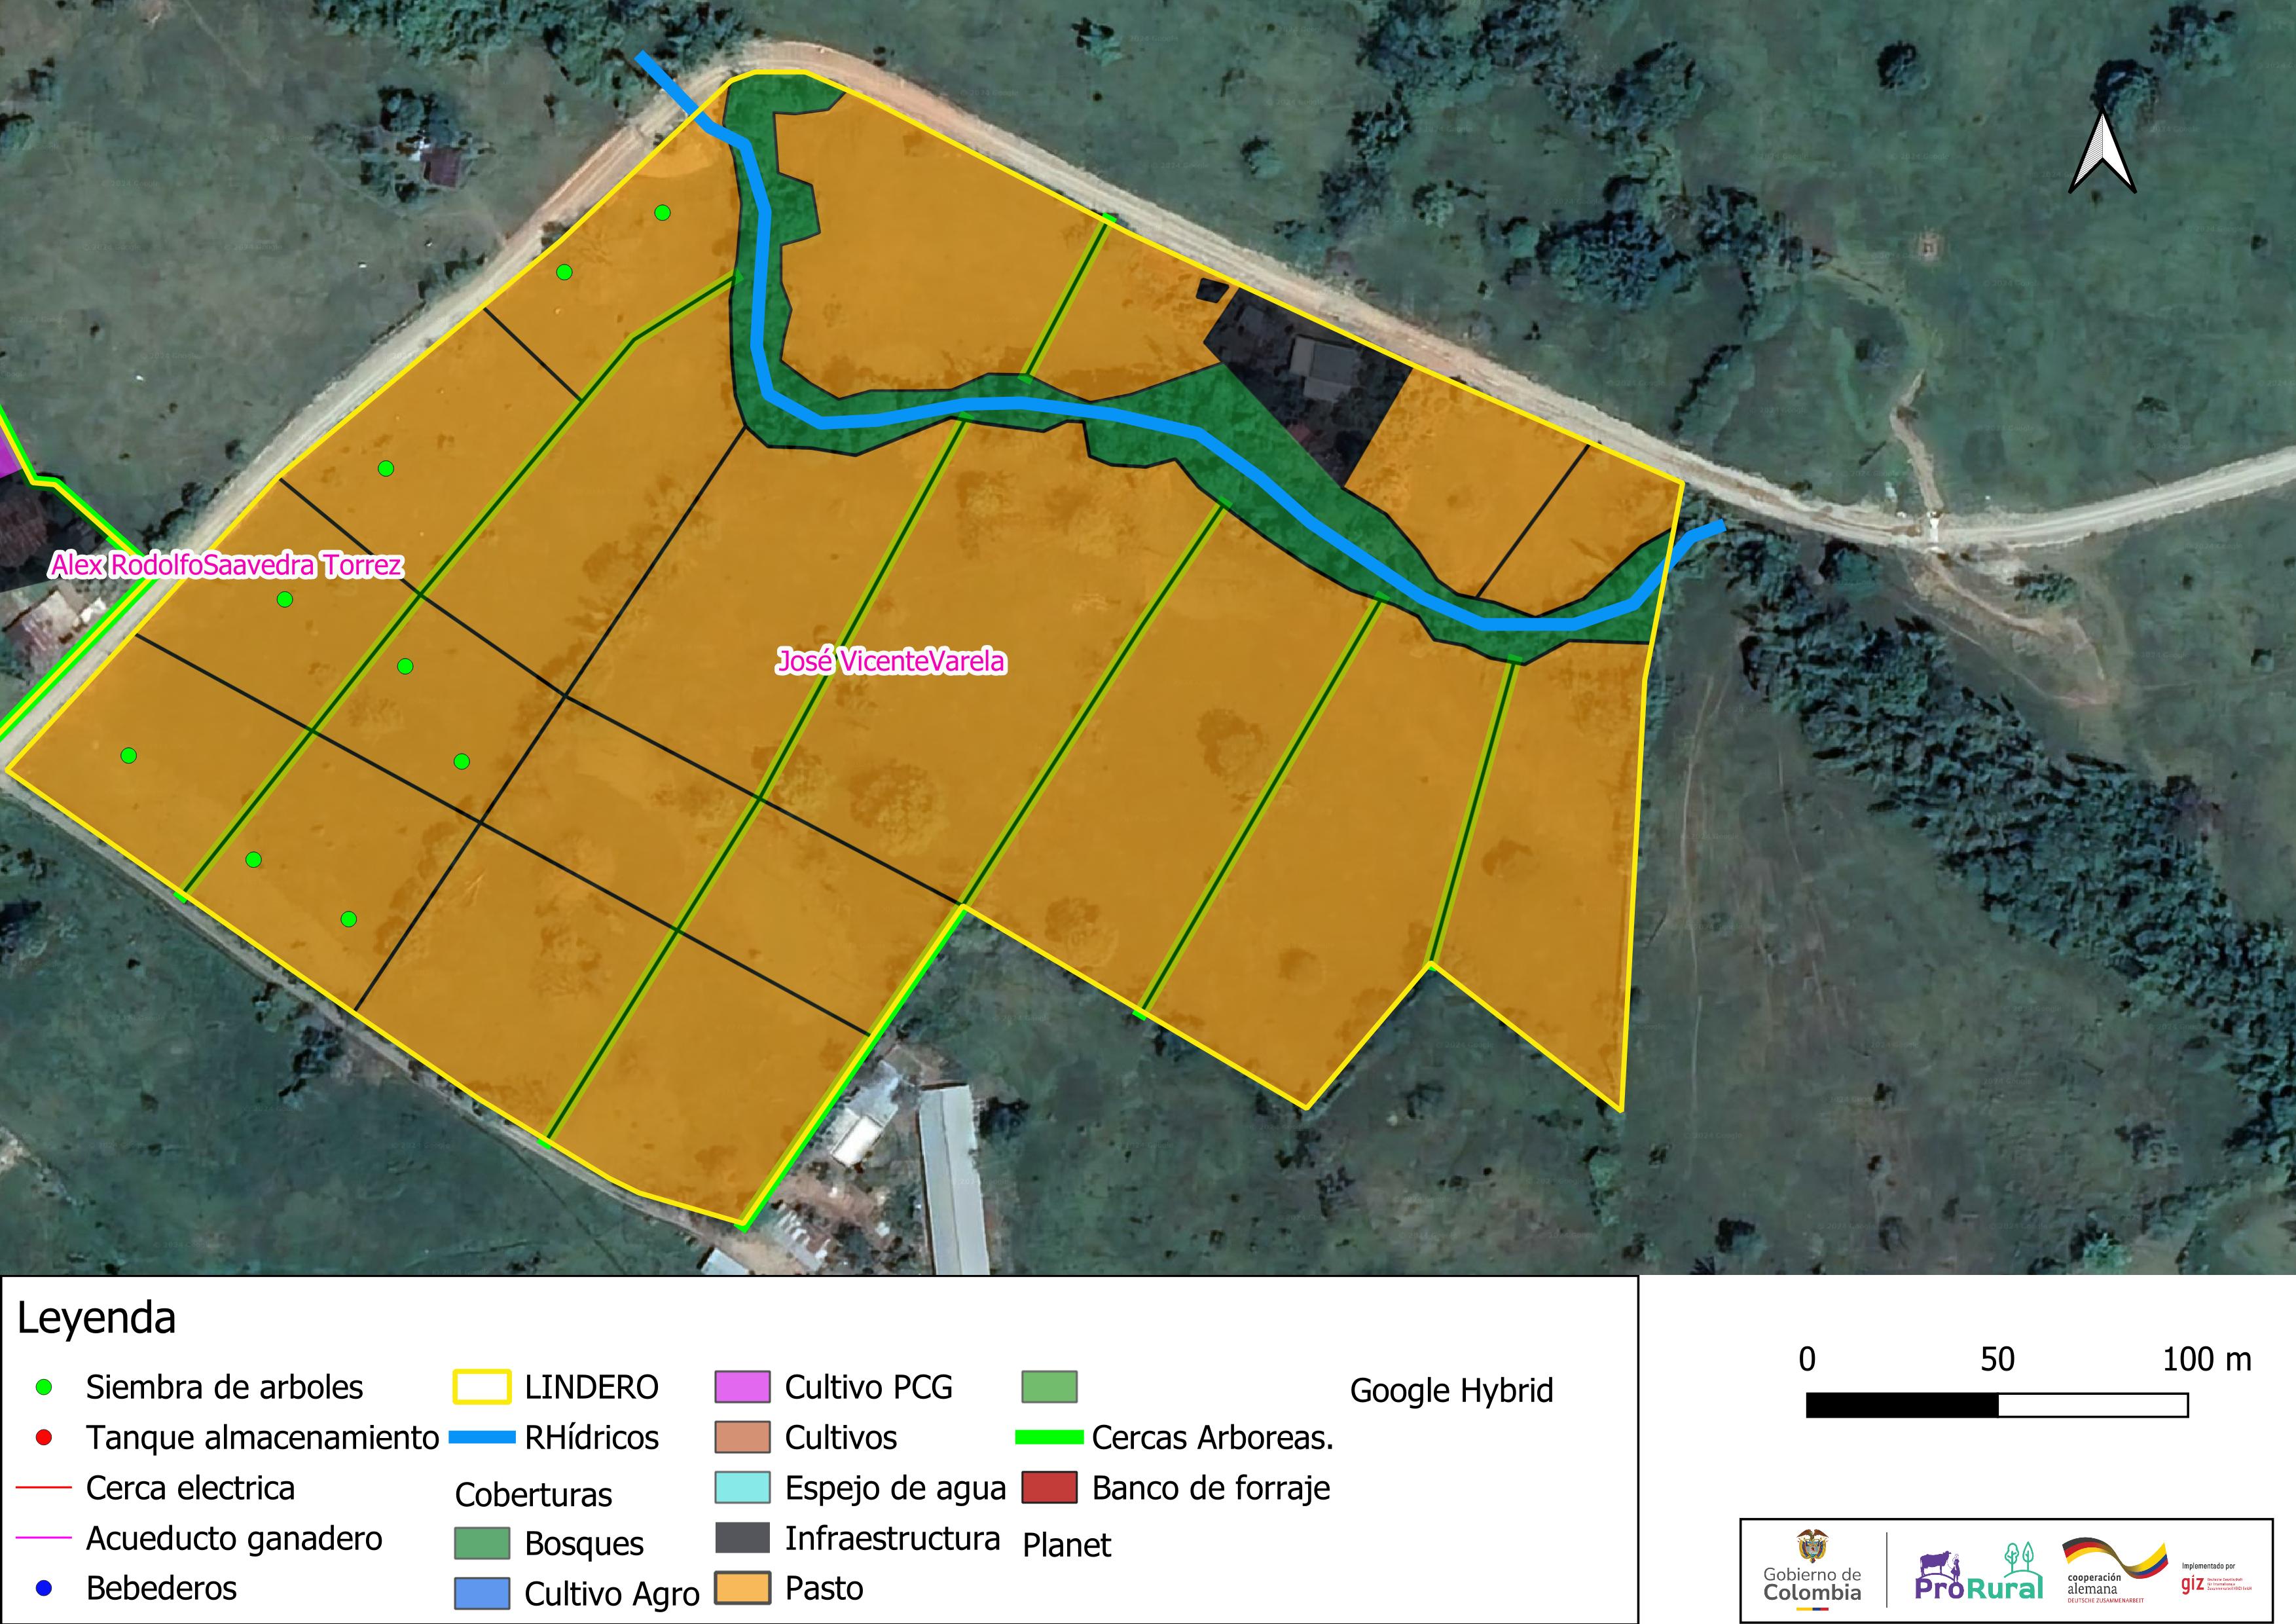 Alex RodolfoSaavedra Torrez
José VicenteVarela
Leyenda
Siembra de arboles
Tanque almacenamiento
Cerca electrica
Acueducto ganadero
Bebederos
LINDERO
RHídricos
Coberturas
Bosques
Cultivo Agro
Cultivo PCG
Cultivos
Espejo de agua
Infraestructura
Pasto
Cercas Arboreas.
Banco de forraje
Planet
Google Hybrid
0 50 100 m
Gobierno de
Colombia
ProRural
cooperación
alemana
DEUTSCHE ZUSAMMENARBEIT
Implementado por
giz